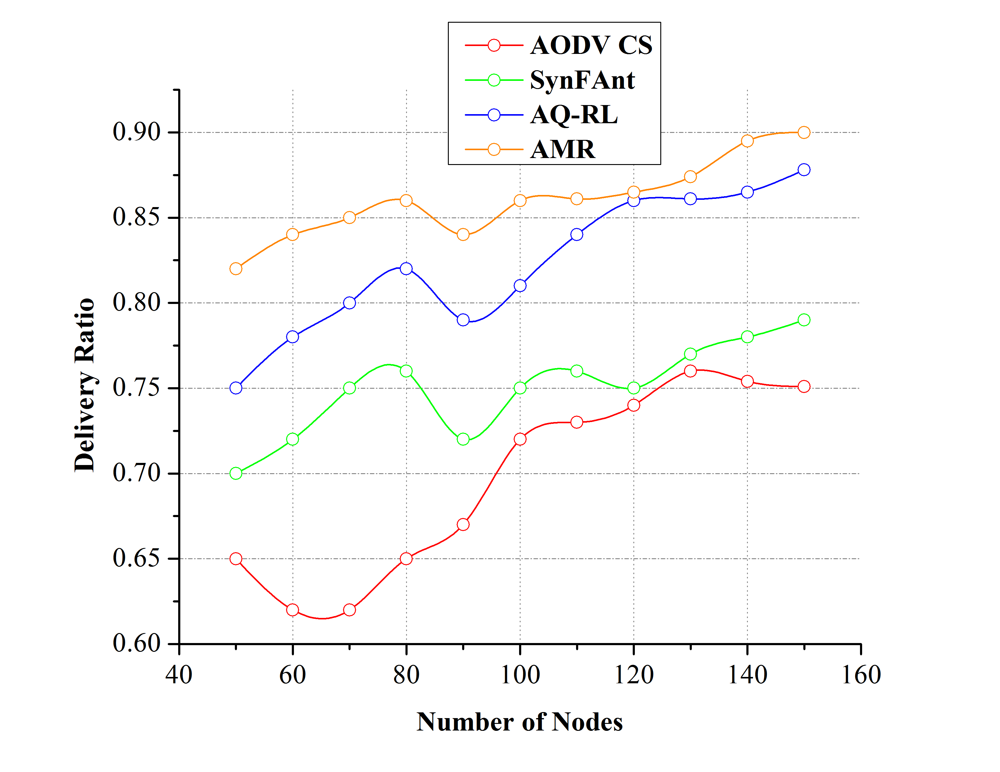 AODV CS
SynFAnt
AQ-RL
AMR
0.90
0.85
0.80
0.75
0.70
0.65
0.60
Delivery Ratio
40 60 80 100 120 140 160
Number of Nodes